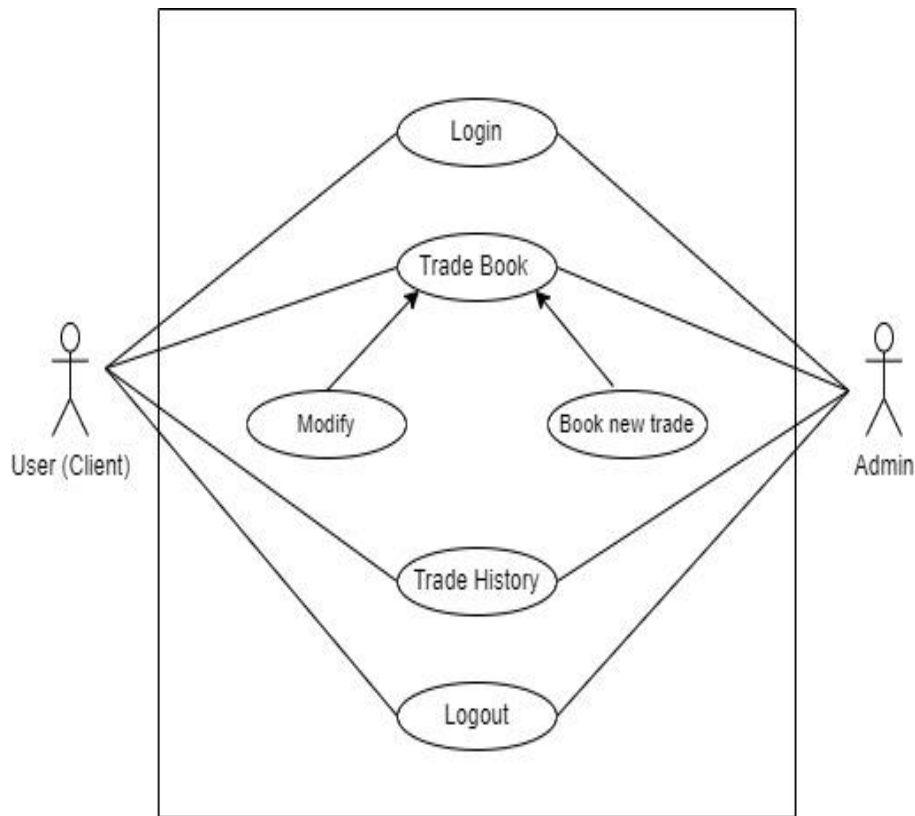 Login
Trade Book
Modify
Book new trade
User (Client)
Admin
Trade History
Logout